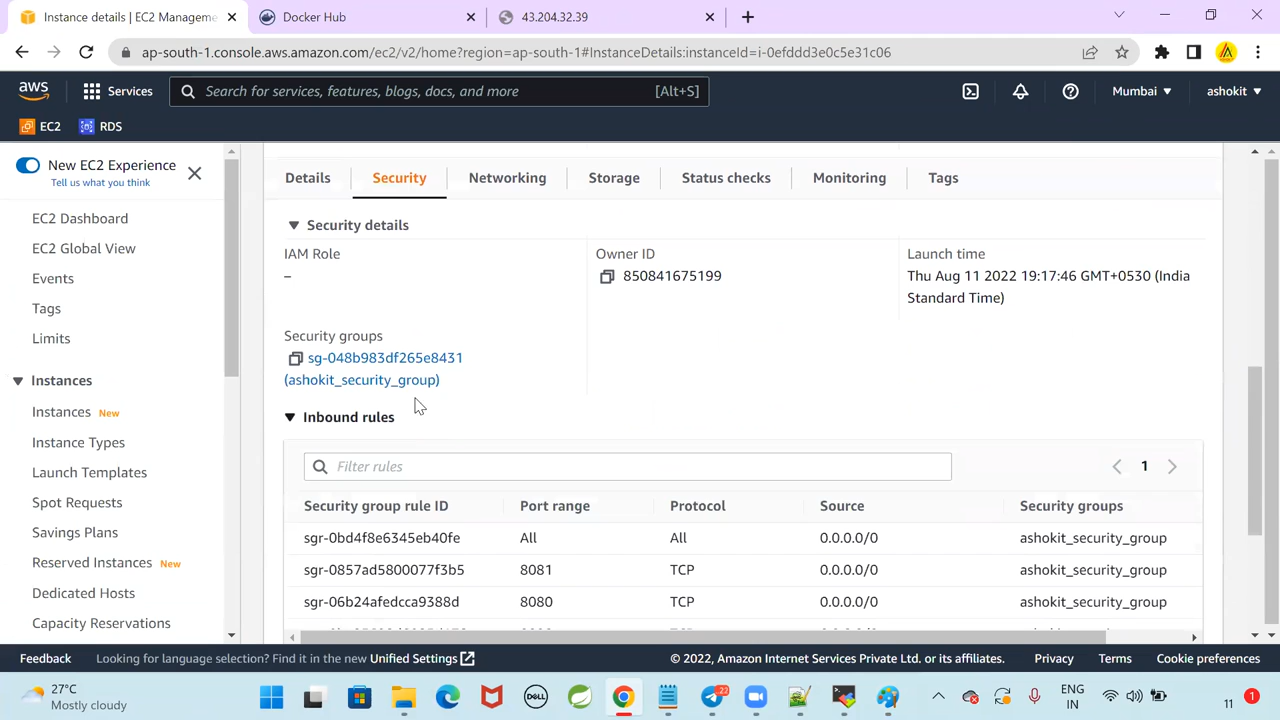 Instance details | EC2 Manageme
Docker Hub
43.204.32.39
ap-south-1.console.aws.amazon.com/ec2/v2/home?region=ap-south-1#InstanceDetails:instanceId=i-0efddd3e0c5e31c06
aws
Services
Search for services, features, blogs, docs, and more
[Alt+S]
Mumbai
ashokit
EC2
RDS
New EC2 Experience
Tell us what you think
EC2 Dashboard
EC2 Global View
Events
Tags
Limits
Instances
Instances New
Instance Types
Launch Templates
Spot Requests
Savings Plans
Reserved Instances New
Dedicated Hosts
Capacity Reservations
Details
Security
Networking
Storage
Status checks
Monitoring
Tags
Security details
IAM Role
–
Owner ID
850841675199
Launch time
Thu Aug 11 2022 19:17:46 GMT+0530 (India
Standard Time)
Security groups
sg-048b983df265e8431
(ashokit_security_group)
Inbound rules
Filter rules
1
Security group rule ID Port range Protocol Source Security groups
sgr-0bd4f8e6345eb40fe All All 0.0.0.0/0 ashokit_security_group
sgr-0857ad5800077f3b5 8081 TCP 0.0.0.0/0 ashokit_security_group
sgr-06b24afedcca9388d 8080 TCP 0.0.0.0/0 ashokit_security_group
Feedback
Looking for language selection? Find it in the new Unified Settings
© 2022, Amazon Internet Services Private Ltd. or its affiliates.
Privacy
Terms
Cookie preferences
27°C
Mostly cloudy
DELL
22
ENG
IN
11
1